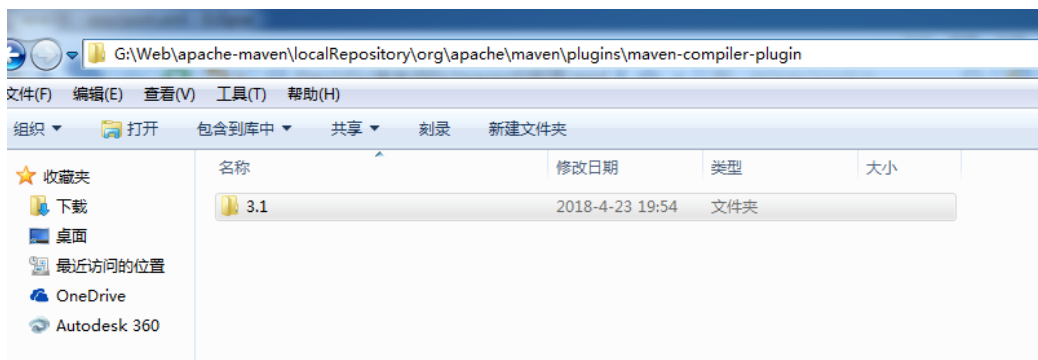 G:\Web\apache-maven\localRepository\org\apache\maven\plugins\maven-compiler-plugin
文件(F) 编辑(E) 查看(V) 工具(T) 帮助(H)
组织 打开 包含到库中 共享 刻录 新建文件夹
名称 修改日期 类型 大小
收藏夹
下载
3.1 2018-4-23 19:54 文件夹
桌面
最近访问的位置
OneDrive
Autodesk 360